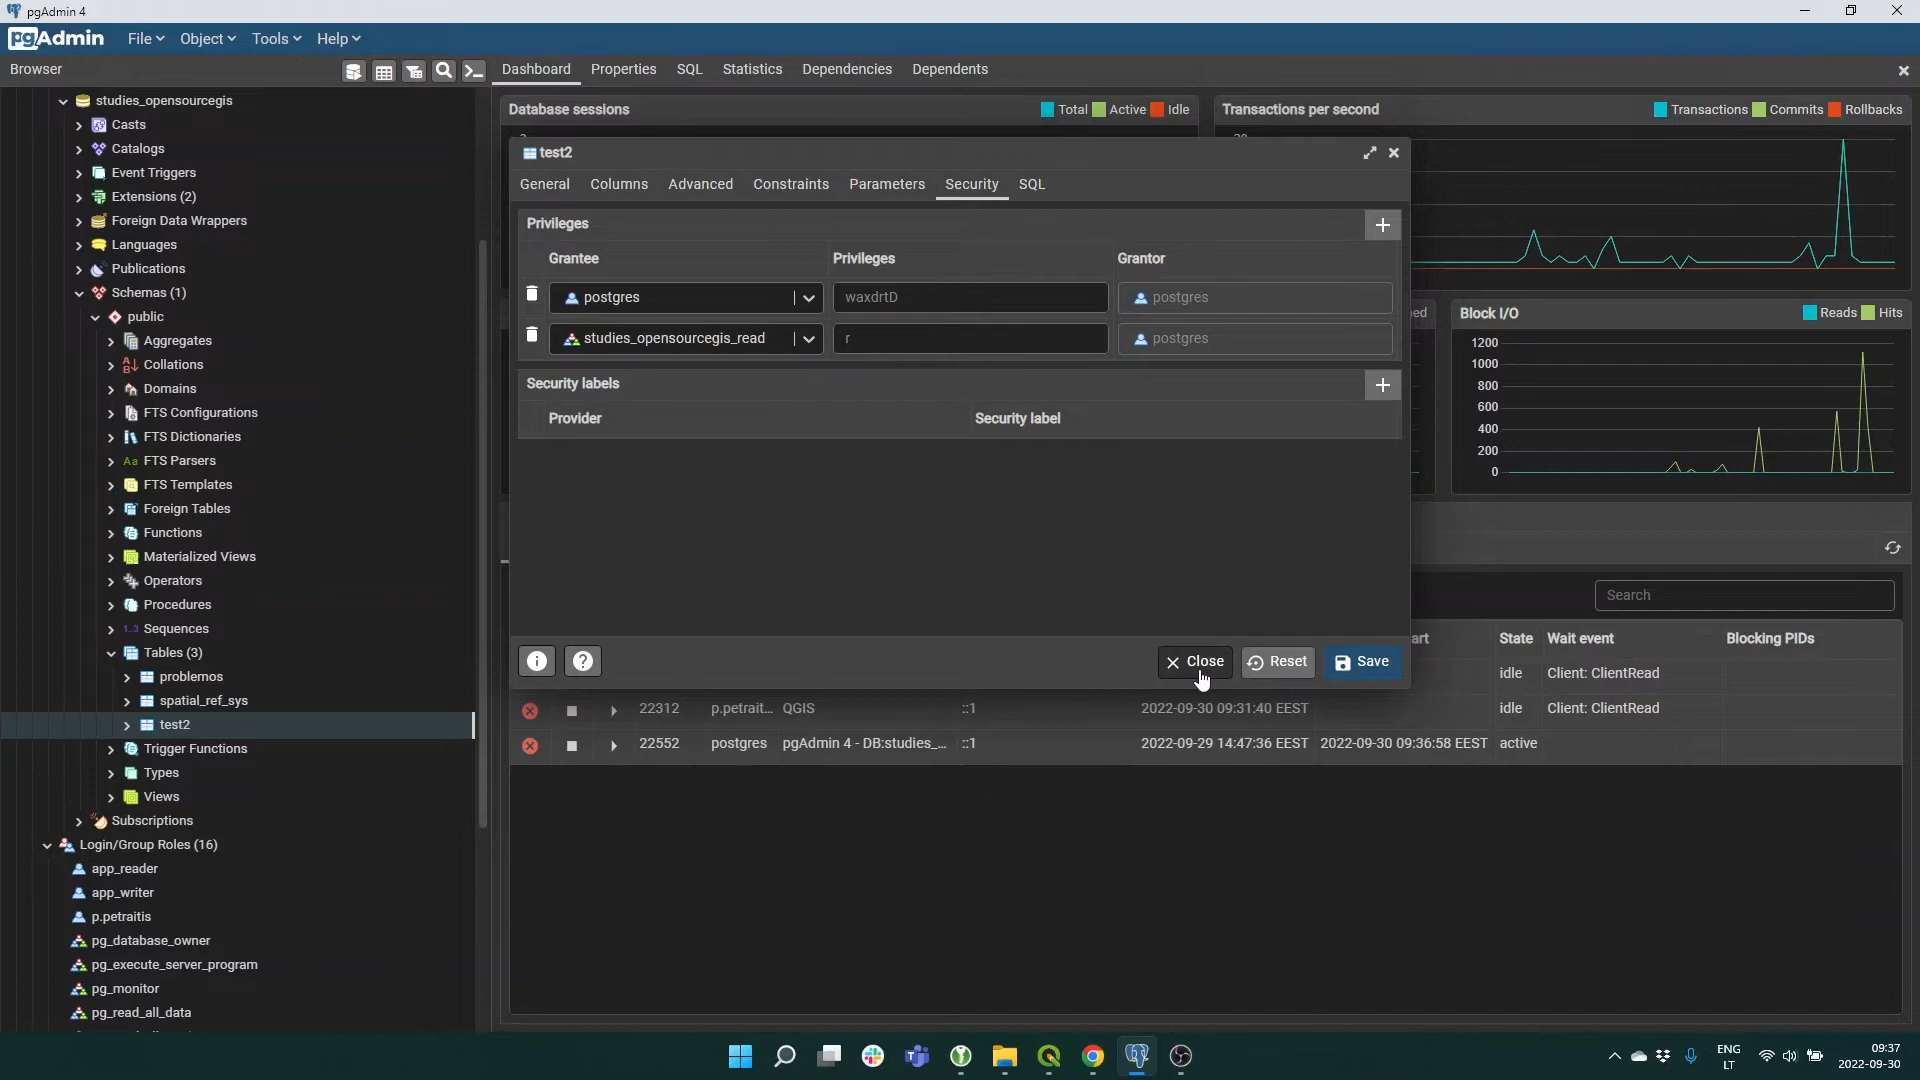 pgAdmin 4
pgAdmin File Object Tools Help
Browser
Dashboard Properties SQL Statistics Dependencies Dependents
studies_opensourcegis
Casts
Catalogs
Event Triggers
Extensions (2)
Foreign Data Wrappers
Languages
Publications
Schemas (1)
public
Aggregates
Collations
Domains
FTS Configurations
FTS Dictionaries
FTS Parsers
FTS Templates
Foreign Tables
Functions
Materialized Views
Operators
Procedures
1..3 Sequences
Tables (3)
problemos
spatial_ref_sys
test2
Trigger Functions
Types
Views
Subscriptions
Login/Group Roles (16)
app_reader
app_writer
p.petraitis
pg_database_owner
pg_execute_server_program
pg_monitor
pg_read_all_data
Database sessions Total Active Idle
Transactions per second Transactions Commits Rollbacks
test2
General Columns Advanced Constraints Parameters Security SQL
Privileges
Grantee Privileges Grantor
postgres waxdrtD postgres
studies_opensourcegis_read r postgres
Security labels
Provider Security label
Close Reset Save
Block I/O Reads Hits
1200
1000
800
600
400
200
0
Search
State Wait event Blocking PIDs
idle Client: ClientRead
22312 p.petrait... QGIS ::1 2022-09-30 09:31:40 EEST idle Client: ClientRead
22552 postgres pgAdmin 4 - DB:studies_... ::1 2022-09-29 14:47:36 EEST 2022-09-30 09:36:58 EEST active
ENG
LT
09:37
2022-09-30